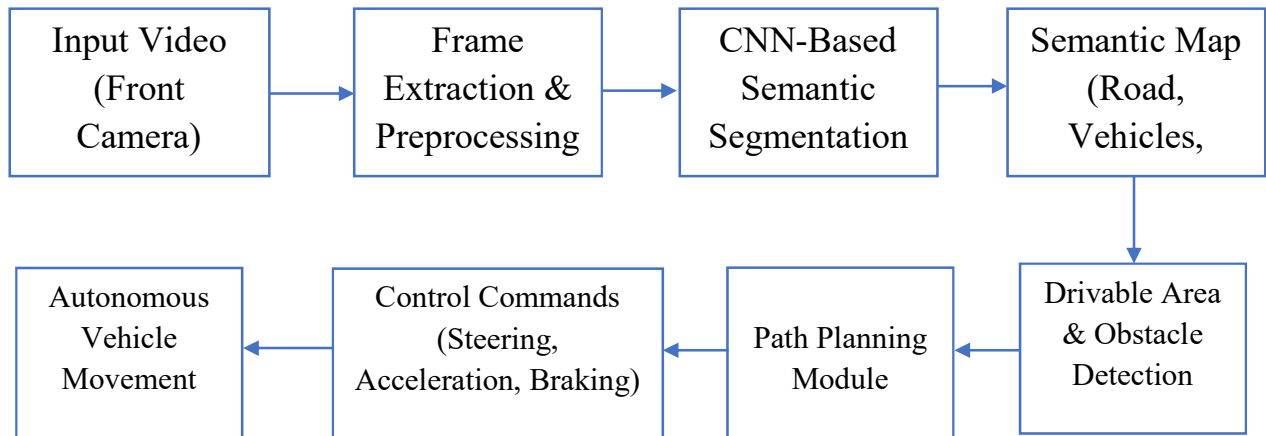 Input Video
(Front
Camera)
Frame
Extraction &
Preprocessing
CNN-Based
Semantic
Segmentation
Semantic Map
(Road,
Vehicles,
Drivable Area
& Obstacle
Detection
Path Planning
Module
Control Commands
(Steering,
Acceleration, Braking)
Autonomous
Vehicle
Movement